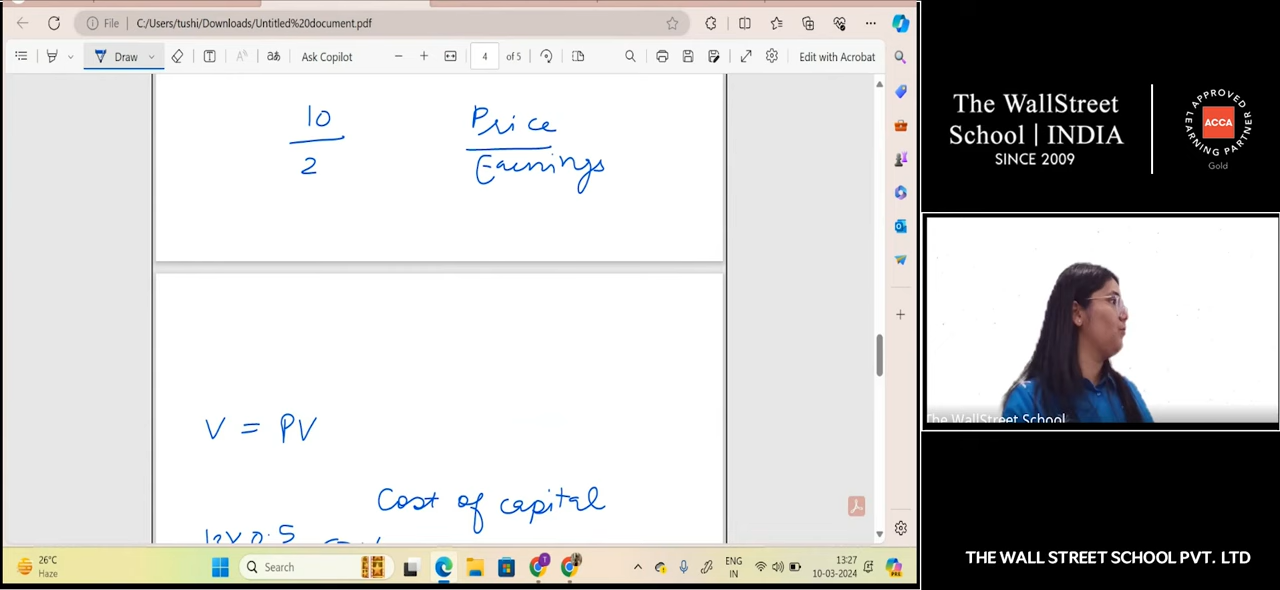 File | C:/Users/tushi/Downloads/Untitled%20document.pdf
Draw
Ask Copilot
4 of 5
Edit with Acrobat
10
2
Price
Earnings
V = PV
Cost of capital
26°C
Haze
Search
ENG
IN
13:27
10-03-2024
The WallStreet
School | INDIA
SINCE 2009
APPROVED
ACCA
LEARNING PARTNER
Gold
The WallStreet School
THE WALL STREET SCHOOL PVT. LTD